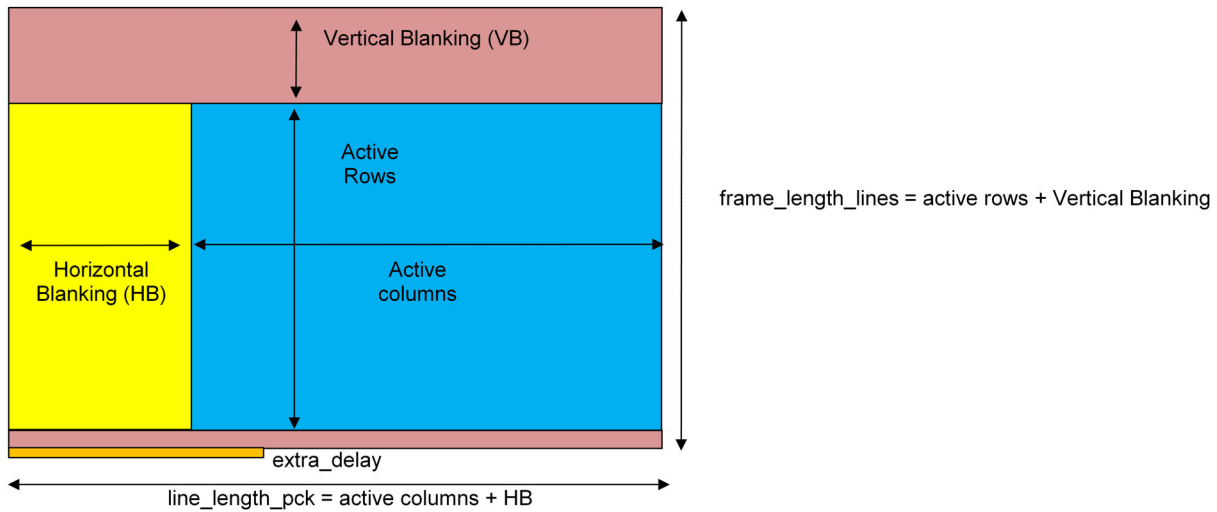 Vertical Blanking (VB)
Active
Rows
frame_length_lines = active rows + Vertical Blanking
Horizontal
Blanking (HB)
Active
columns
extra_delay
line_length_pck = active columns + HB